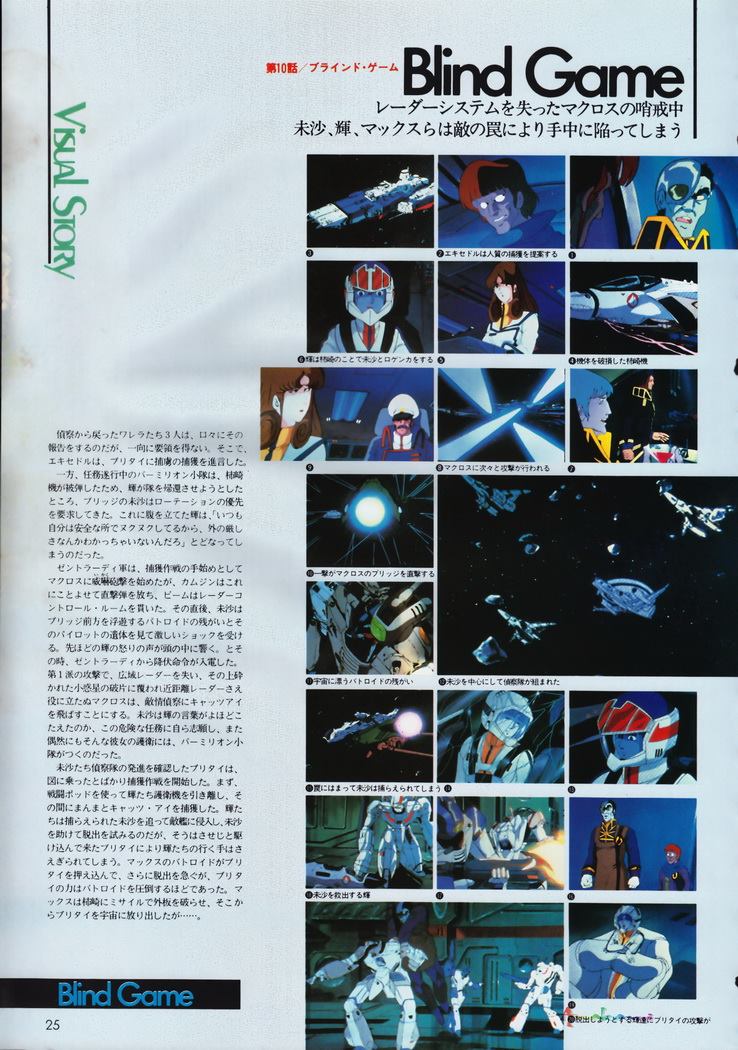 第10話／ブラインド・ゲーム
Blind Game
レーダーシステムを失ったマクロスの哨戒中
未沙、輝、マックスらは敵の罠により手中に陥ってしまう
VISUAL STORY
❸
❷エキセドルは人質の捕獲を提案する
❶
❻輝は柿崎のことで未沙とロゲンカをする
❺
❹機体を破損した柿崎機
❾
❽マクロスに次々と攻撃が行われる
❼
❿一撃がマクロスのブリッジを直撃する
⓫宇宙に漂うバトロイドの残がい
⓬未沙を中心にして偵察隊が組まれた
⓭罠にはまって未沙は捕らえられてしまう
⓮
⓯
⓲未沙を救出する輝
⓱
⓰
⓳
⓴脱出しようとする輝達にブリタイの攻撃が
偵察から戻ったワレラたち３人は、口々にその
報告をするのだが、一向に要領を得ない。そこで、
エキセドルは、ブリタイに捕虜の捕獲を進言した。
一方、任務遂行中のバーミリオン小隊は、柿崎
機が被弾したため、輝が隊を帰還させようとした
ところ、ブリッジの未沙はローテーションの優先
を要求してきた。これに腹を立てた輝は、「いつも
自分は安全な所でヌクヌクしてるから、外の厳し
さなんかわかっちゃいないんだろ」とどなってし
まうのだった。
ゼントラーディ軍は、捕獲作戦の手始めとして
マクロスに威嚇砲撃を始めたが、カムジンはこれ
にことよせて直撃弾を放ち、ビームはレーダーコ
ントロール・ルームを貫いた。その直後、未沙は
ブリッジ前方を浮遊するバトロイドの残がいとそ
のパイロットの遺体を見て激しいショックを受け
る。先ほどの輝の怒りの声が頭の中に響く。とそ
の時、ゼントラーディから降伏命令が入電した。
第１派の攻撃で、広域レーダーを失い、その上砕
かれた小惑星の破片に覆われ近距離レーダーさえ
役に立たぬマクロスは、敵情偵察にキャッツアイ
を飛ばすことにする。未沙は輝の言葉がよほどこ
たえたのか、この危険な任務に自ら志願し、また
偶然にもそんな彼女の護衛には、バーミリオン小
隊がつくのだった。
未沙たち偵察隊の発進を確認したブリタイは、
図に乗ったとばかり捕獲作戦を開始した。まず、
戦闘ポッドを使って輝たち護衛機を引き離し、そ
の間にまんまとキャッツ・アイを捕獲した。輝た
ちは捕らえられた未沙を追って敵艦に侵入し、未沙
を助けて脱出を試みるのだが、そうはさせじと駆
け込んで来たブリタイにより輝たちの行く手はさ
えぎられてしまう。マックスのバトロイドがブリ
タイを押え込んで、さらに脱出を急ぐが、ブリタ
イの力はバトロイドを圧倒するほどであった。マ
ックスは柿崎にミサイルで外板を破らせ、そこか
らブリタイを宇宙に放り出したが……。
Blind Game
25